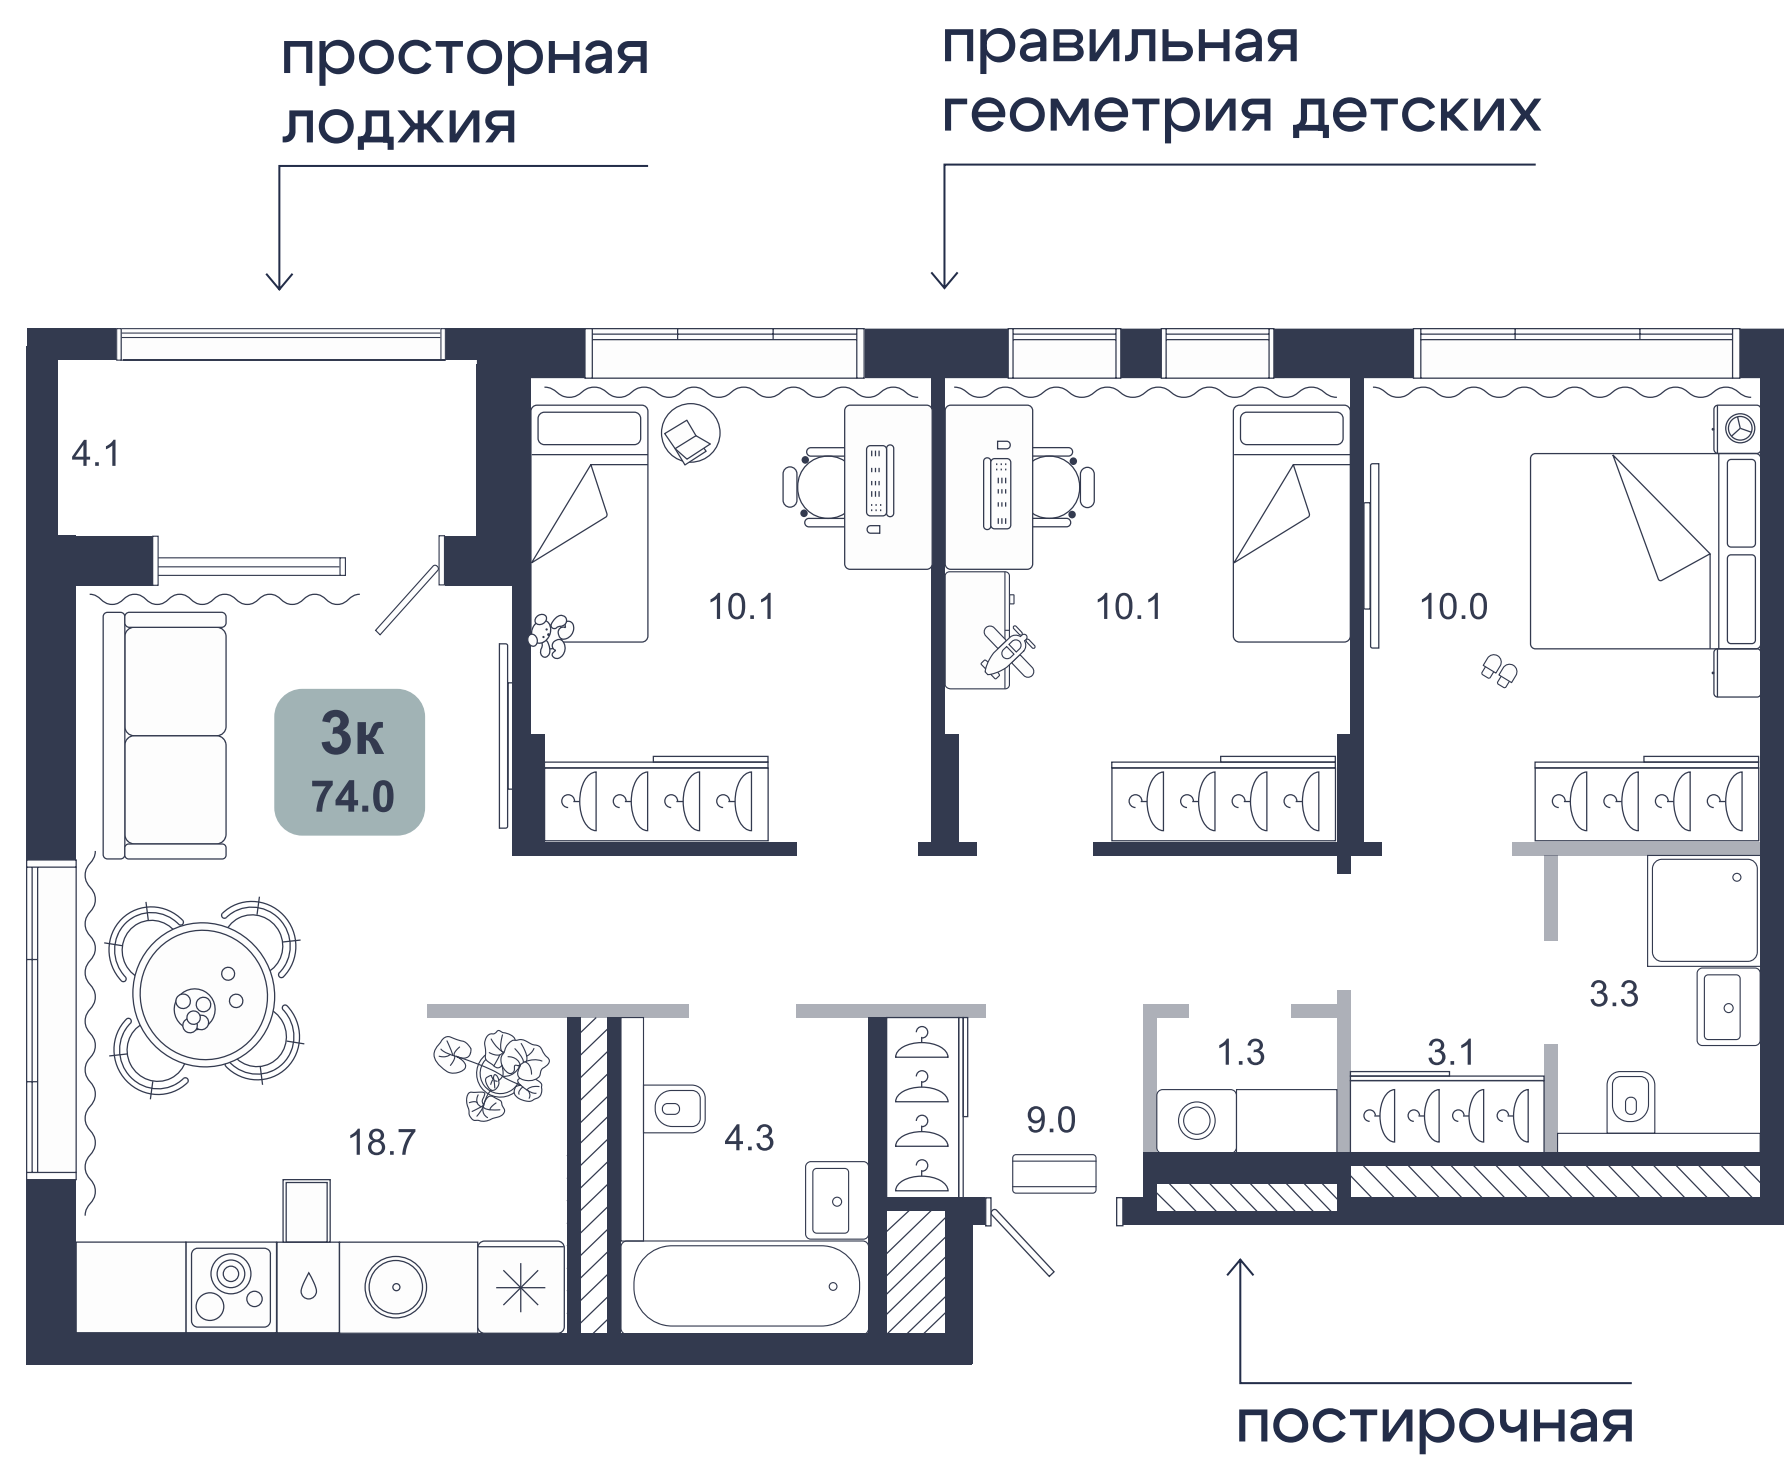 просторная
лоджия
правильная
геометрия детских
4.1
10.1
10.1
10.0
3к
74.0
3.3
1.3
3.1
9.0
4.3
18.7
постирочная